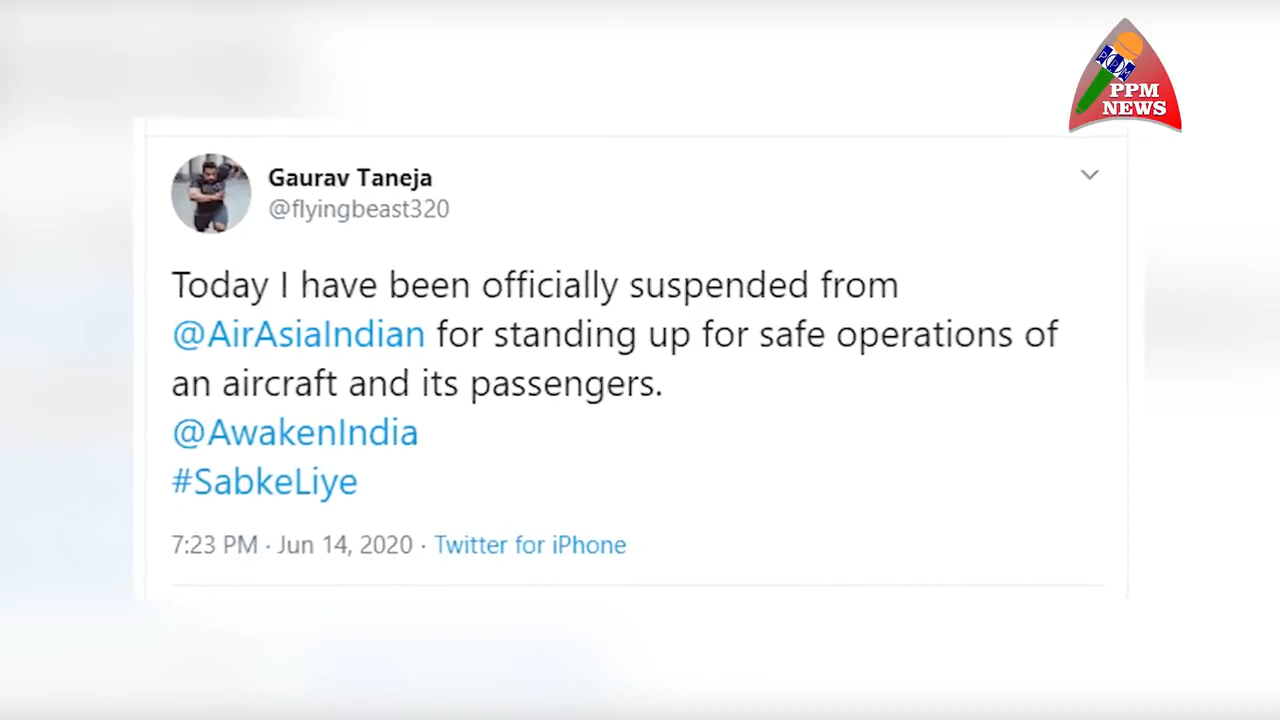 PPM
PPM
NEWS
Gaurav Taneja
@flyingbeast320
Today I have been officially suspended from
@AirAsiaIndian for standing up for safe operations of
an aircraft and its passengers.
@AwakenIndia
#SabkeLiye
7:23 PM · Jun 14, 2020 · Twitter for iPhone